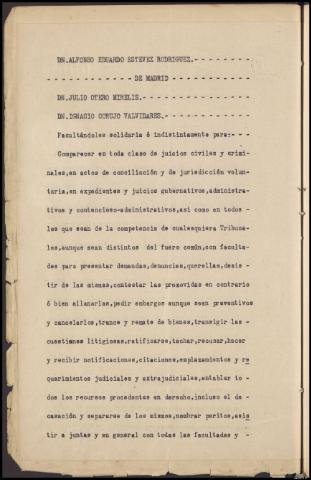 DN.ALFONSO EDUARDO ESTEVEZ RODRIGUEZ.- - - - - - - - -
- - - - - - - - - - - - - DE MADRID - - - - - - - - - - - - -
DN.JULIO OTERO MIRELIS.- - - - - - - - - - - - - - - -
DN.IGNACIO CORUJO VALVIDARES.- - - - - - - - - - - - -
Facultándoles solidaria é indistintamente para:- - -
Comparecer en toda clase de juicios civiles y crimi-
nales,en actos de conciliación y de jurisdicción volun-
taria,en expedientes y juicios gubernativos,administra-
tivos y contencioso-administrativos,así como en todos -
los que sean de la competencia de cualesquiera Tribuna-
les,aunque sean distintos del fuero común,con faculta-
des para presentar demandas,denuncias,querellas,desis-
tir de las mismas,contestar las promovidas en contrario
ó bien allanarlas,pedir embargos aunque sean preventivos
y cancelarlos,trance y remate de bienes,transigir las -
cuestiones litigiosas,ratificarse,tachar,recusar,hacer
y recibir notificaciones,citaciones,emplazamientos y re
querimientos judiciales y extrajudiciales,entablar to-
dos los recursos procedentes en derecho,incluso el de -
casación y separarse de los mismos,nombrar peritos,asis
tir a juntas y en general con todas las facultades y -